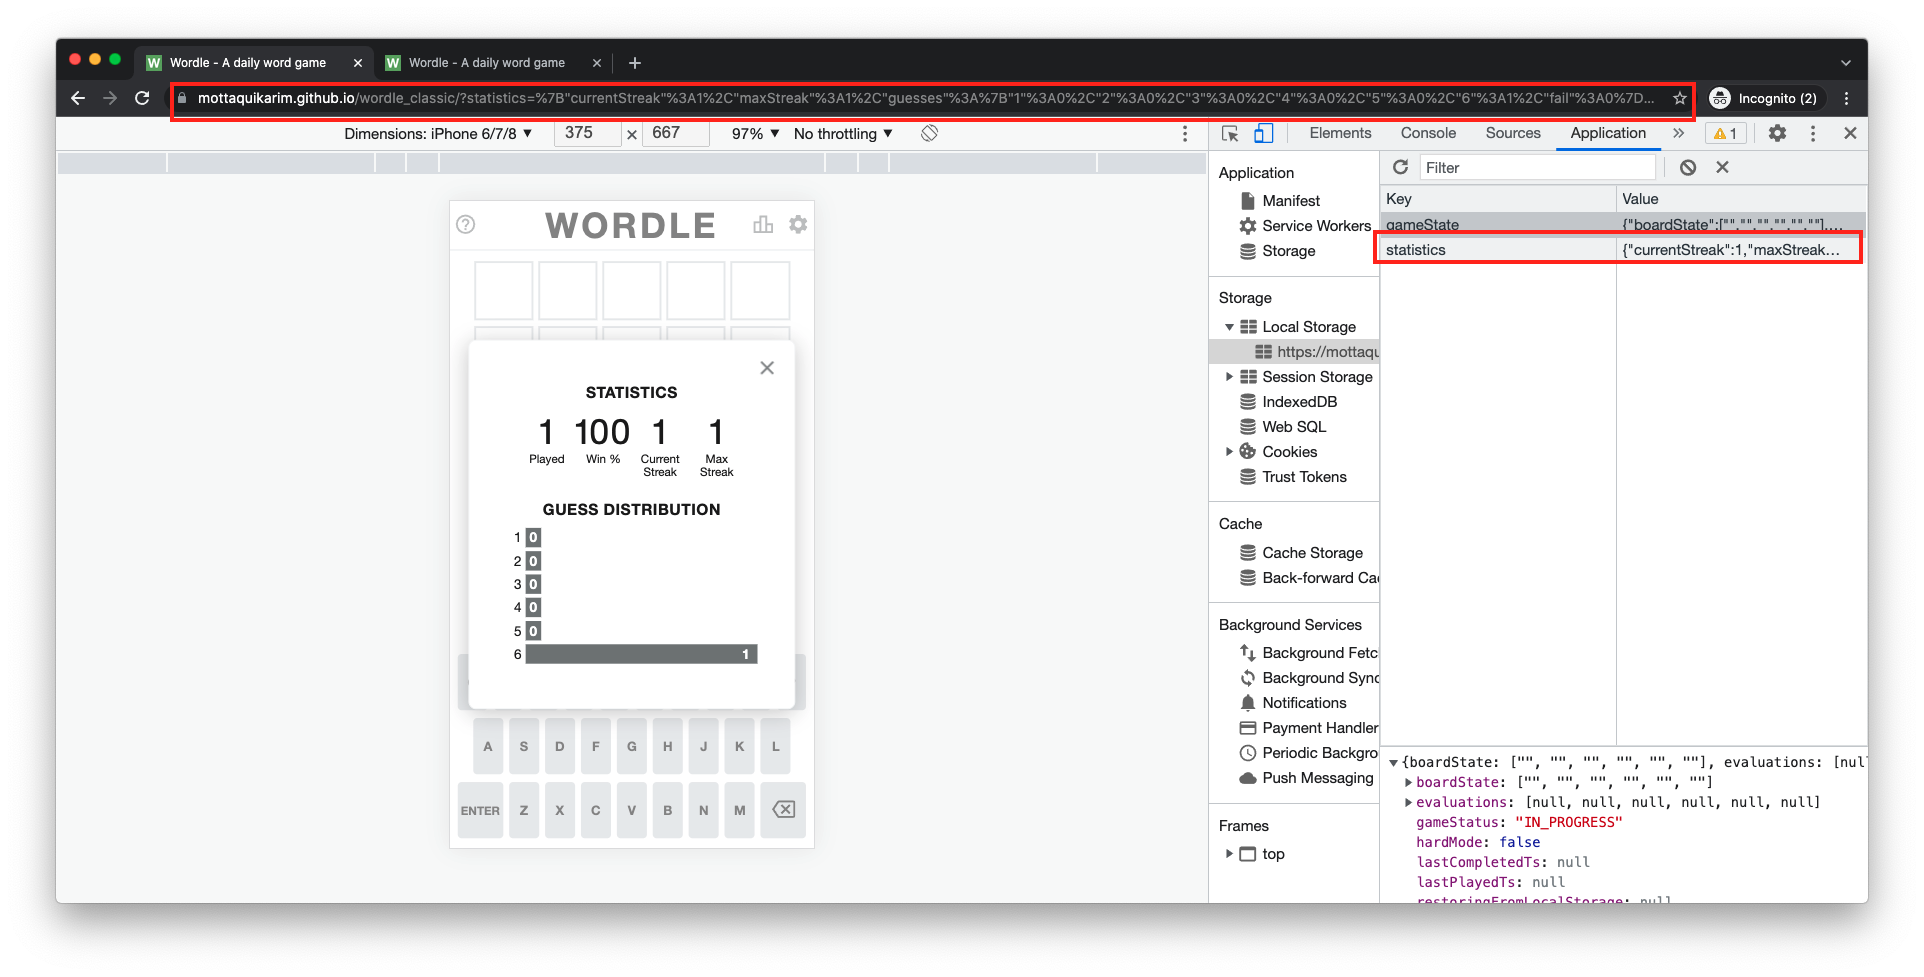 Wordle - A daily word game
Wordle - A daily word game
mottaquikarim.github.io/wordle_classic/?statistics=%7B"currentStreak"%3A1%2C"maxStreak"%3A1%2C"guesses"%3A%7B"1"%3A0%2C"2"%3A0%2C"3"%3A0%2C"4"%3A0%2C"5"%3A0%2C"6"%3A1%2C"fail"%3A0%7D...
Incognito (2)
Dimensions: iPhone 6/7/8 ▼ 375 × 667 97% ▼ No throttling ▼
WORDLE
STATISTICS
1 100 1 1
Played Win % Current Streak Max Streak
GUESS DISTRIBUTION
1 0
2 0
3 0
4 0
5 0
6 1
A S D F G H J K L
ENTER Z X C V B N M
Elements Console Sources Application » 1
Application
Manifest
Service Workers
Storage
Storage
Local Storage
https://mottaqu
Session Storage
IndexedDB
Web SQL
Cookies
Trust Tokens
Cache
Cache Storage
Back-forward Cac
Background Services
Background Fetc
Background Sync
Notifications
Payment Handler
Periodic Backgro
Push Messaging
Frames
top
Filter
Key Value
gameState {"boardState":["","","","","",""],...
statistics {"currentStreak":1,"maxStreak...
{boardState: ["", "", "", "", "", ""], evaluations: [nul
boardState: ["", "", "", "", "", ""]
evaluations: [null, null, null, null, null, null]
gameStatus: "IN_PROGRESS"
hardMode: false
lastCompletedTs: null
lastPlayedTs: null
restoringFromLocalStorage: null